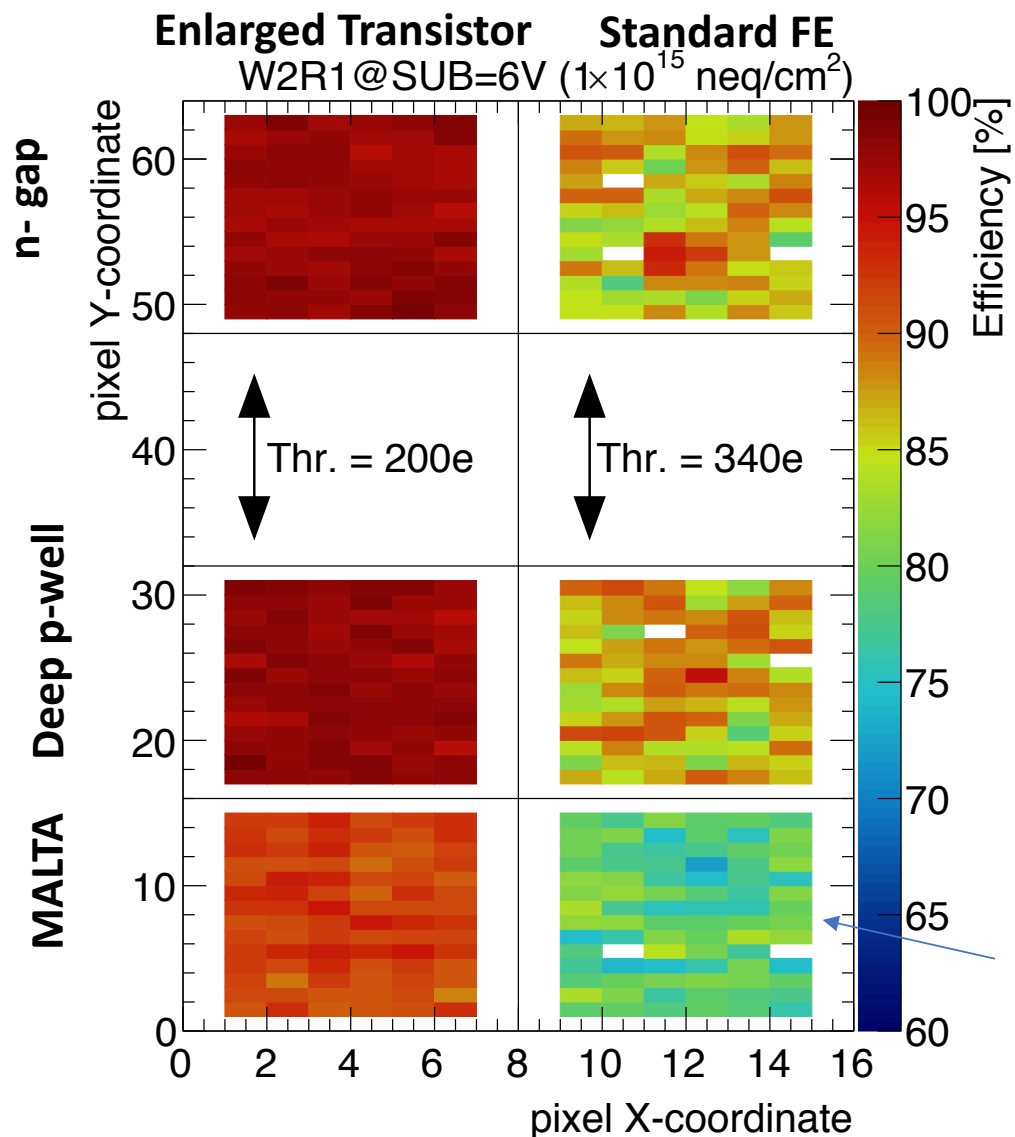 Enlarged Transistor Standard FE
W2R1@SUB=6V (1×10¹⁵ neq/cm²)
n- gap
Deep p-well
MALTA
pixel Y-coordinate
60
50
40
30
20
10
0
Thr. = 200e
Thr. = 340e
0 2 4 6 8 10 12 14 16
pixel X-coordinate
100
95
90
85
80
75
70
65
60
Efficiency [%]